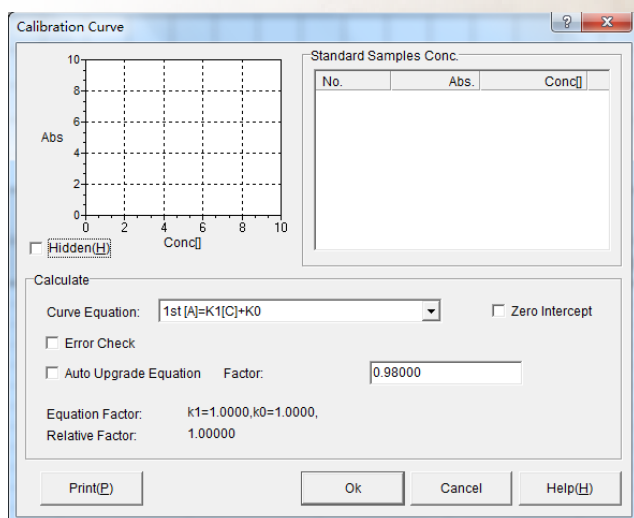 Calibration Curve
10
8
6
4
2
0
Abs
0 2 4 6 8 10
Conc[]
Hidden(H)
Standard Samples Conc.
No. Abs. Conc[]
Calculate
Curve Equation: 1st [A]=K1[C]+K0 Zero Intercept
Error Check
Auto Upgrade Equation Factor: 0.98000
Equation Factor: k1=1.0000,k0=1.0000,
Relative Factor: 1.00000
Print(P) Ok Cancel Help(H)